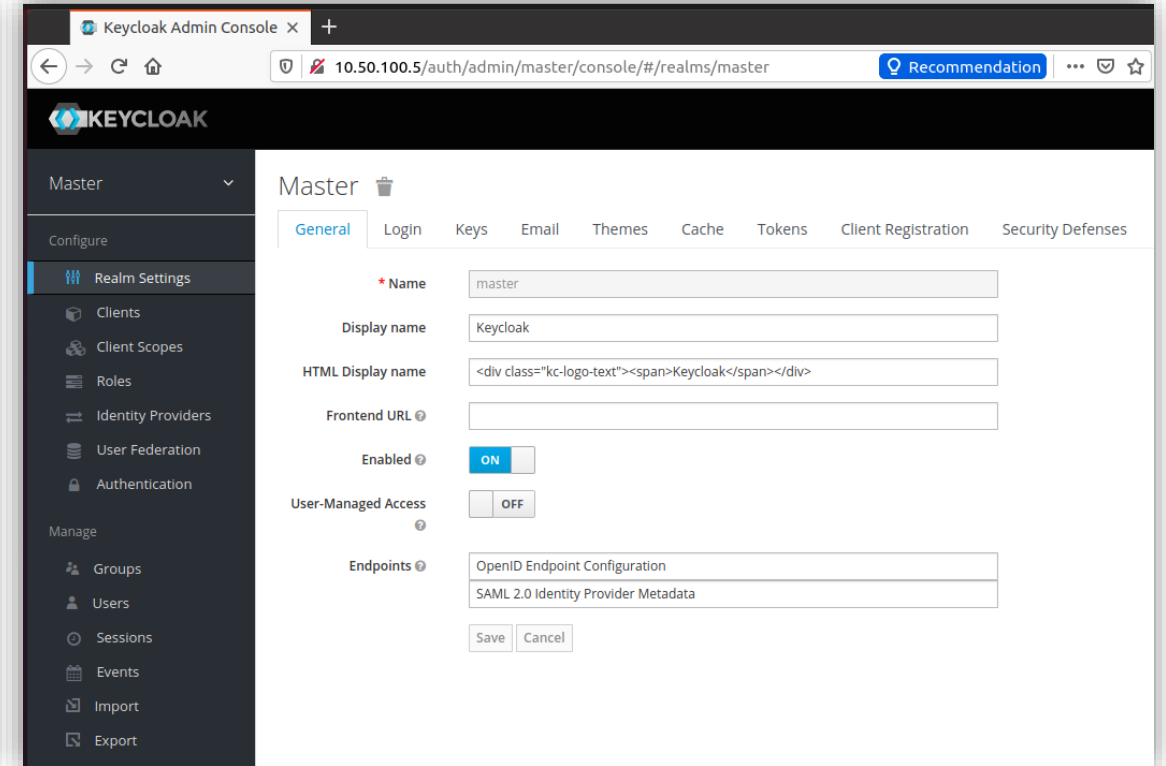 Keycloak Admin Console
10.50.100.5/auth/admin/master/console/#/realms/master
Recommendation
KEYCLOAK
Master
Configure
Realm Settings
Clients
Client Scopes
Roles
Identity Providers
User Federation
Authentication
Manage
Groups
Users
Sessions
Events
Import
Export
Master
General Login Keys Email Themes Cache Tokens Client Registration Security Defenses
* Name master
Display name Keycloak
HTML Display name <div class="kc-logo-text"><span>Keycloak</span></div>
Frontend URL
Enabled ON
User-Managed Access OFF
Endpoints OpenID Endpoint Configuration
SAML 2.0 Identity Provider Metadata
Save Cancel